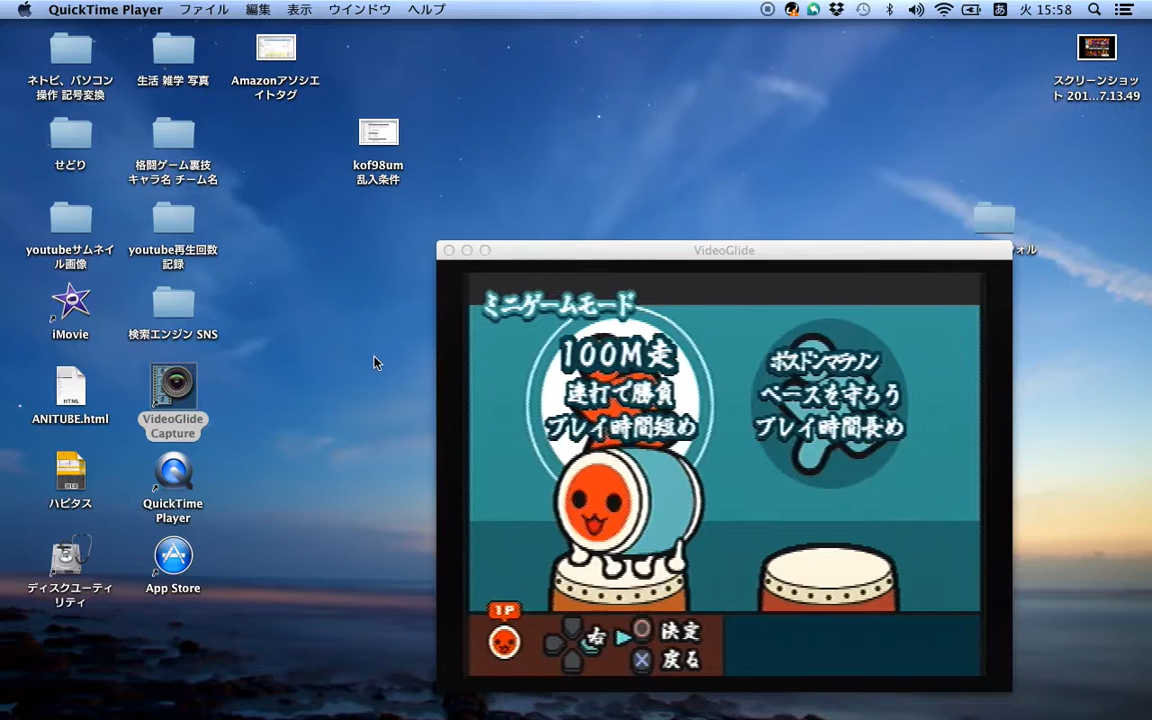 QuickTime Player ファイル 編集 表示 ウインドウ ヘルプ
あ 火 15:58
ネトビ、パソコン
操作 記号変換
生活 雑学 写真
Amazonアソシエ
イトタグ
スクリーンショッ
ト 201...7.13.49
せどり
格闘ゲーム裏技
キャラ名 チーム名
kof98um
乱入条件
youtubeサムネイ
ル画像
youtube再生回数
記録
ォル
iMovie
検索エンジン SNS
HTML
ANITUBE.html
VideoGlide
Capture
ハピタス
QuickTime
Player
ディスクユーティ
リティ
App Store
VideoGlide
ミニゲームモード
100M走
連打で勝負
プレイ時間短め
ボストンマラソン
ペースを守ろう
プレイ時間長め
1P
右
決定
戻る